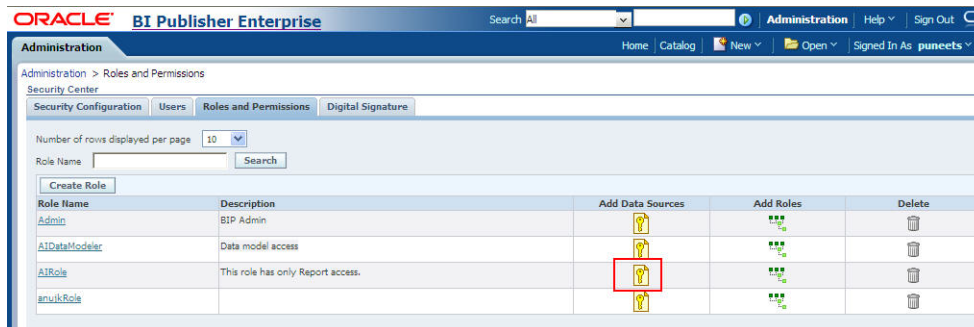 ORACLE BI Publisher Enterprise Search All Administration Help Sign Out
Administration Home Catalog New Open Signed In As puneets
Administration > Roles and Permissions
Security Center
Security Configuration Users Roles and Permissions Digital Signature
Number of rows displayed per page 10
Role Name Search
Create Role
Role Name Description Add Data Sources Add Roles Delete
Admin BIP Admin
AIDataModeler Data model access
AIRole This role has only Report access.
anujkRole